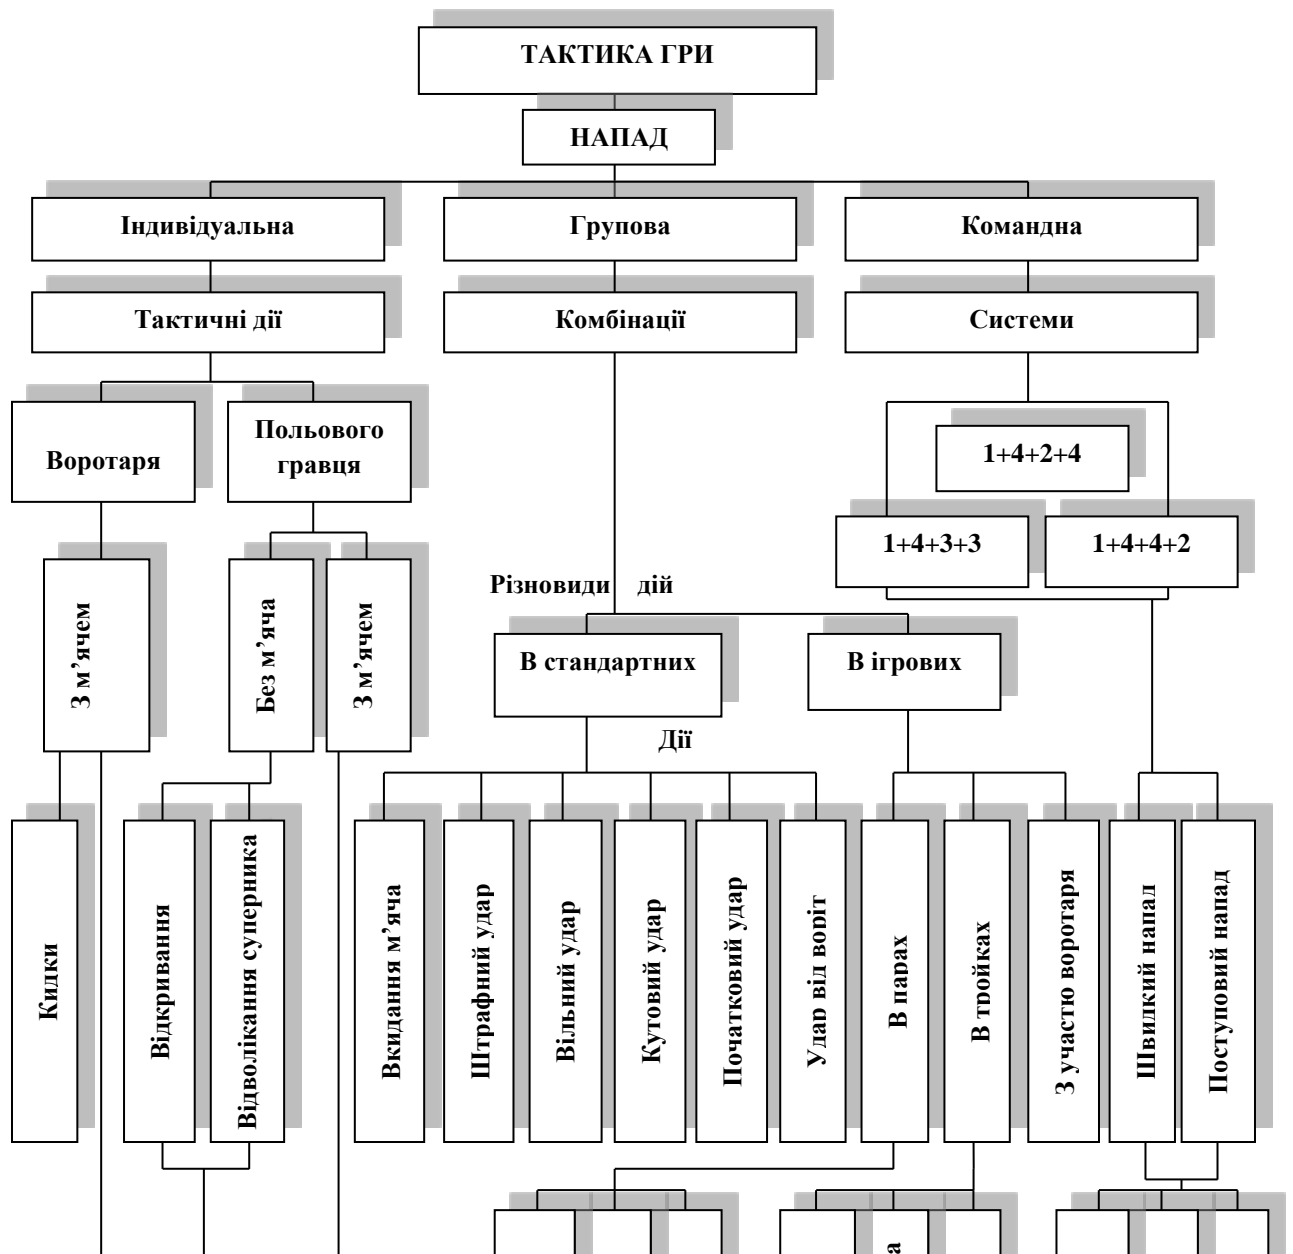 ТАКТИКА ГРИ
НАПАД
Індивідуальна
Групова
Командна
Тактичні дії
Комбінації
Системи
Воротаря
Польового
гравця
1+4+2+4
1+4+3+3
1+4+4+2
З м’ячем
Без м’яча
З м’ячем
Різновиди дій
В стандартних
В ігрових
Дії
Кидки
Відкривання
Відволікання суперника
Вкидання м’яча
Штрафний удар
Вільний удар
Кутовий удар
Початковий удар
Удар від воріт
В парах
В тройках
З участю воротаря
Швидкий напад
Поступовий напад